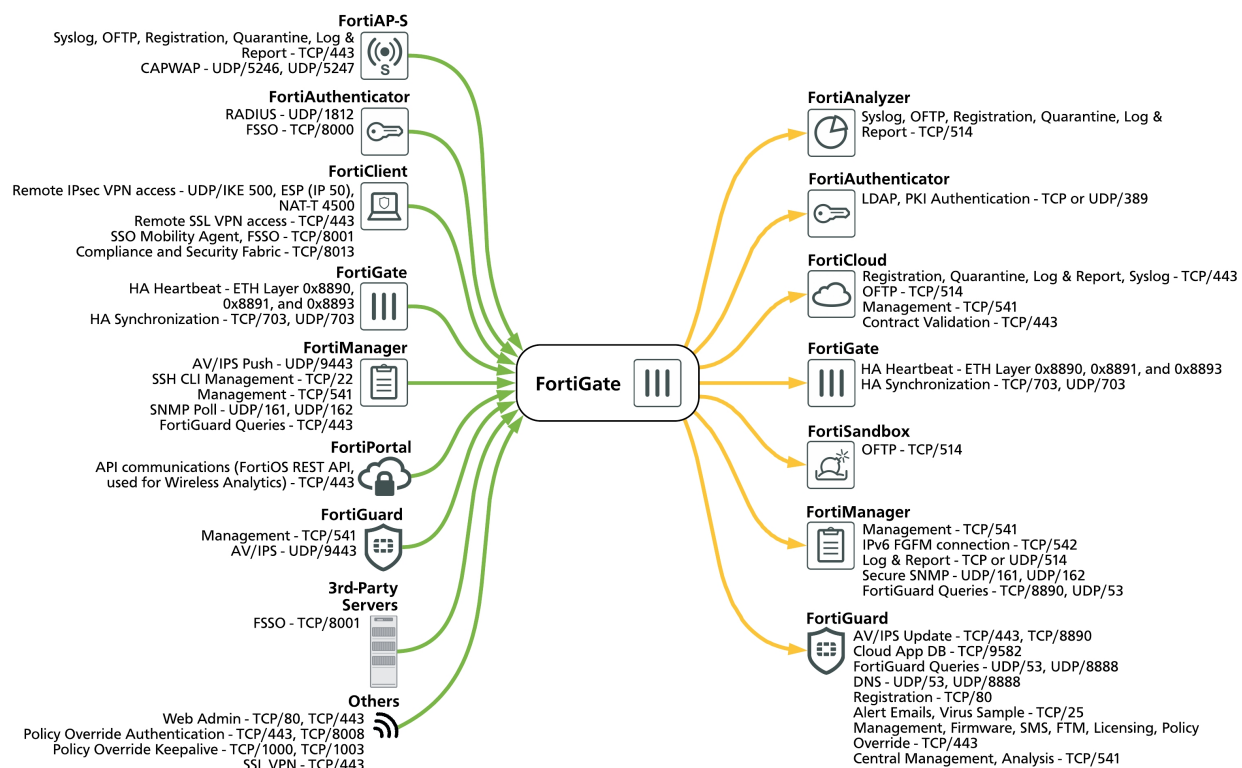 FortiAP-S
Syslog, OFTP, Registration, Quarantine, Log &
Report - TCP/443
CAPWAP - UDP/5246, UDP/5247
S
FortiAuthenticator
RADIUS - UDP/1812
FSSO - TCP/8000
FortiClient
Remote IPsec VPN access - UDP/IKE 500, ESP (IP 50),
NAT-T 4500
Remote SSL VPN access - TCP/443
SSO Mobility Agent, FSSO - TCP/8001
Compliance and Security Fabric - TCP/8013
FortiGate
HA Heartbeat - ETH Layer 0x8890,
0x8891, and 0x8893
HA Synchronization - TCP/703, UDP/703
FortiManager
AV/IPS Push - UDP/9443
SSH CLI Management - TCP/22
Management - TCP/541
SNMP Poll - UDP/161, UDP/162
FortiGuard Queries - TCP/443
FortiPortal
API communications (FortiOS REST API,
used for Wireless Analytics) - TCP/443
FortiGuard
Management - TCP/541
AV/IPS - UDP/9443
3rd-Party
Servers
FSSO - TCP/8001
Others
Web Admin - TCP/80, TCP/443
Policy Override Authentication - TCP/443, TCP/8008
Policy Override Keepalive - TCP/1000, TCP/1003
SSL VPN - TCP/443
FortiGate
FortiAnalyzer
Syslog, OFTP, Registration, Quarantine, Log &
Report - TCP/514
FortiAuthenticator
LDAP, PKI Authentication - TCP or UDP/389
FortiCloud
Registration, Quarantine, Log & Report, Syslog - TCP/443
OFTP - TCP/514
Management - TCP/541
Contract Validation - TCP/443
FortiGate
HA Heartbeat - ETH Layer 0x8890, 0x8891, and 0x8893
HA Synchronization - TCP/703, UDP/703
FortiSandbox
OFTP - TCP/514
FortiManager
Management - TCP/541
IPv6 FGFM connection - TCP/542
Log & Report - TCP or UDP/514
Secure SNMP - UDP/161, UDP/162
FortiGuard Queries - TCP/8890, UDP/53
FortiGuard
AV/IPS Update - TCP/443, TCP/8890
Cloud App DB - TCP/9582
FortiGuard Queries - UDP/53, UDP/8888
DNS - UDP/53, UDP/8888
Registration - TCP/80
Alert Emails, Virus Sample - TCP/25
Management, Firmware, SMS, FTM, Licensing, Policy
Override - TCP/443
Central Management, Analysis - TCP/541